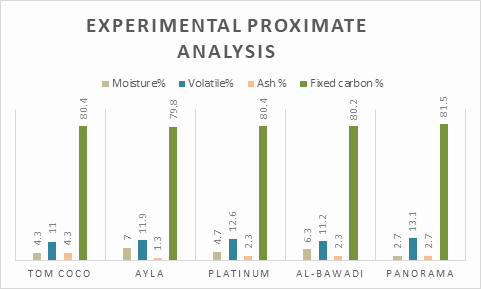 EXPERIMENTAL PROXIMATE
ANALYSIS
Moisture% Volatile% Ash % Fixed carbon %
4.3 11 4.3 80.4 7 11.9 1.3 79.8 4.7 12.6 2.3 80.4 6.3 11.2 2.3 80.2 2.7 13.1 2.7 81.5
TOM COCO AYLA PLATINUM AL-BAWADI PANORAMA